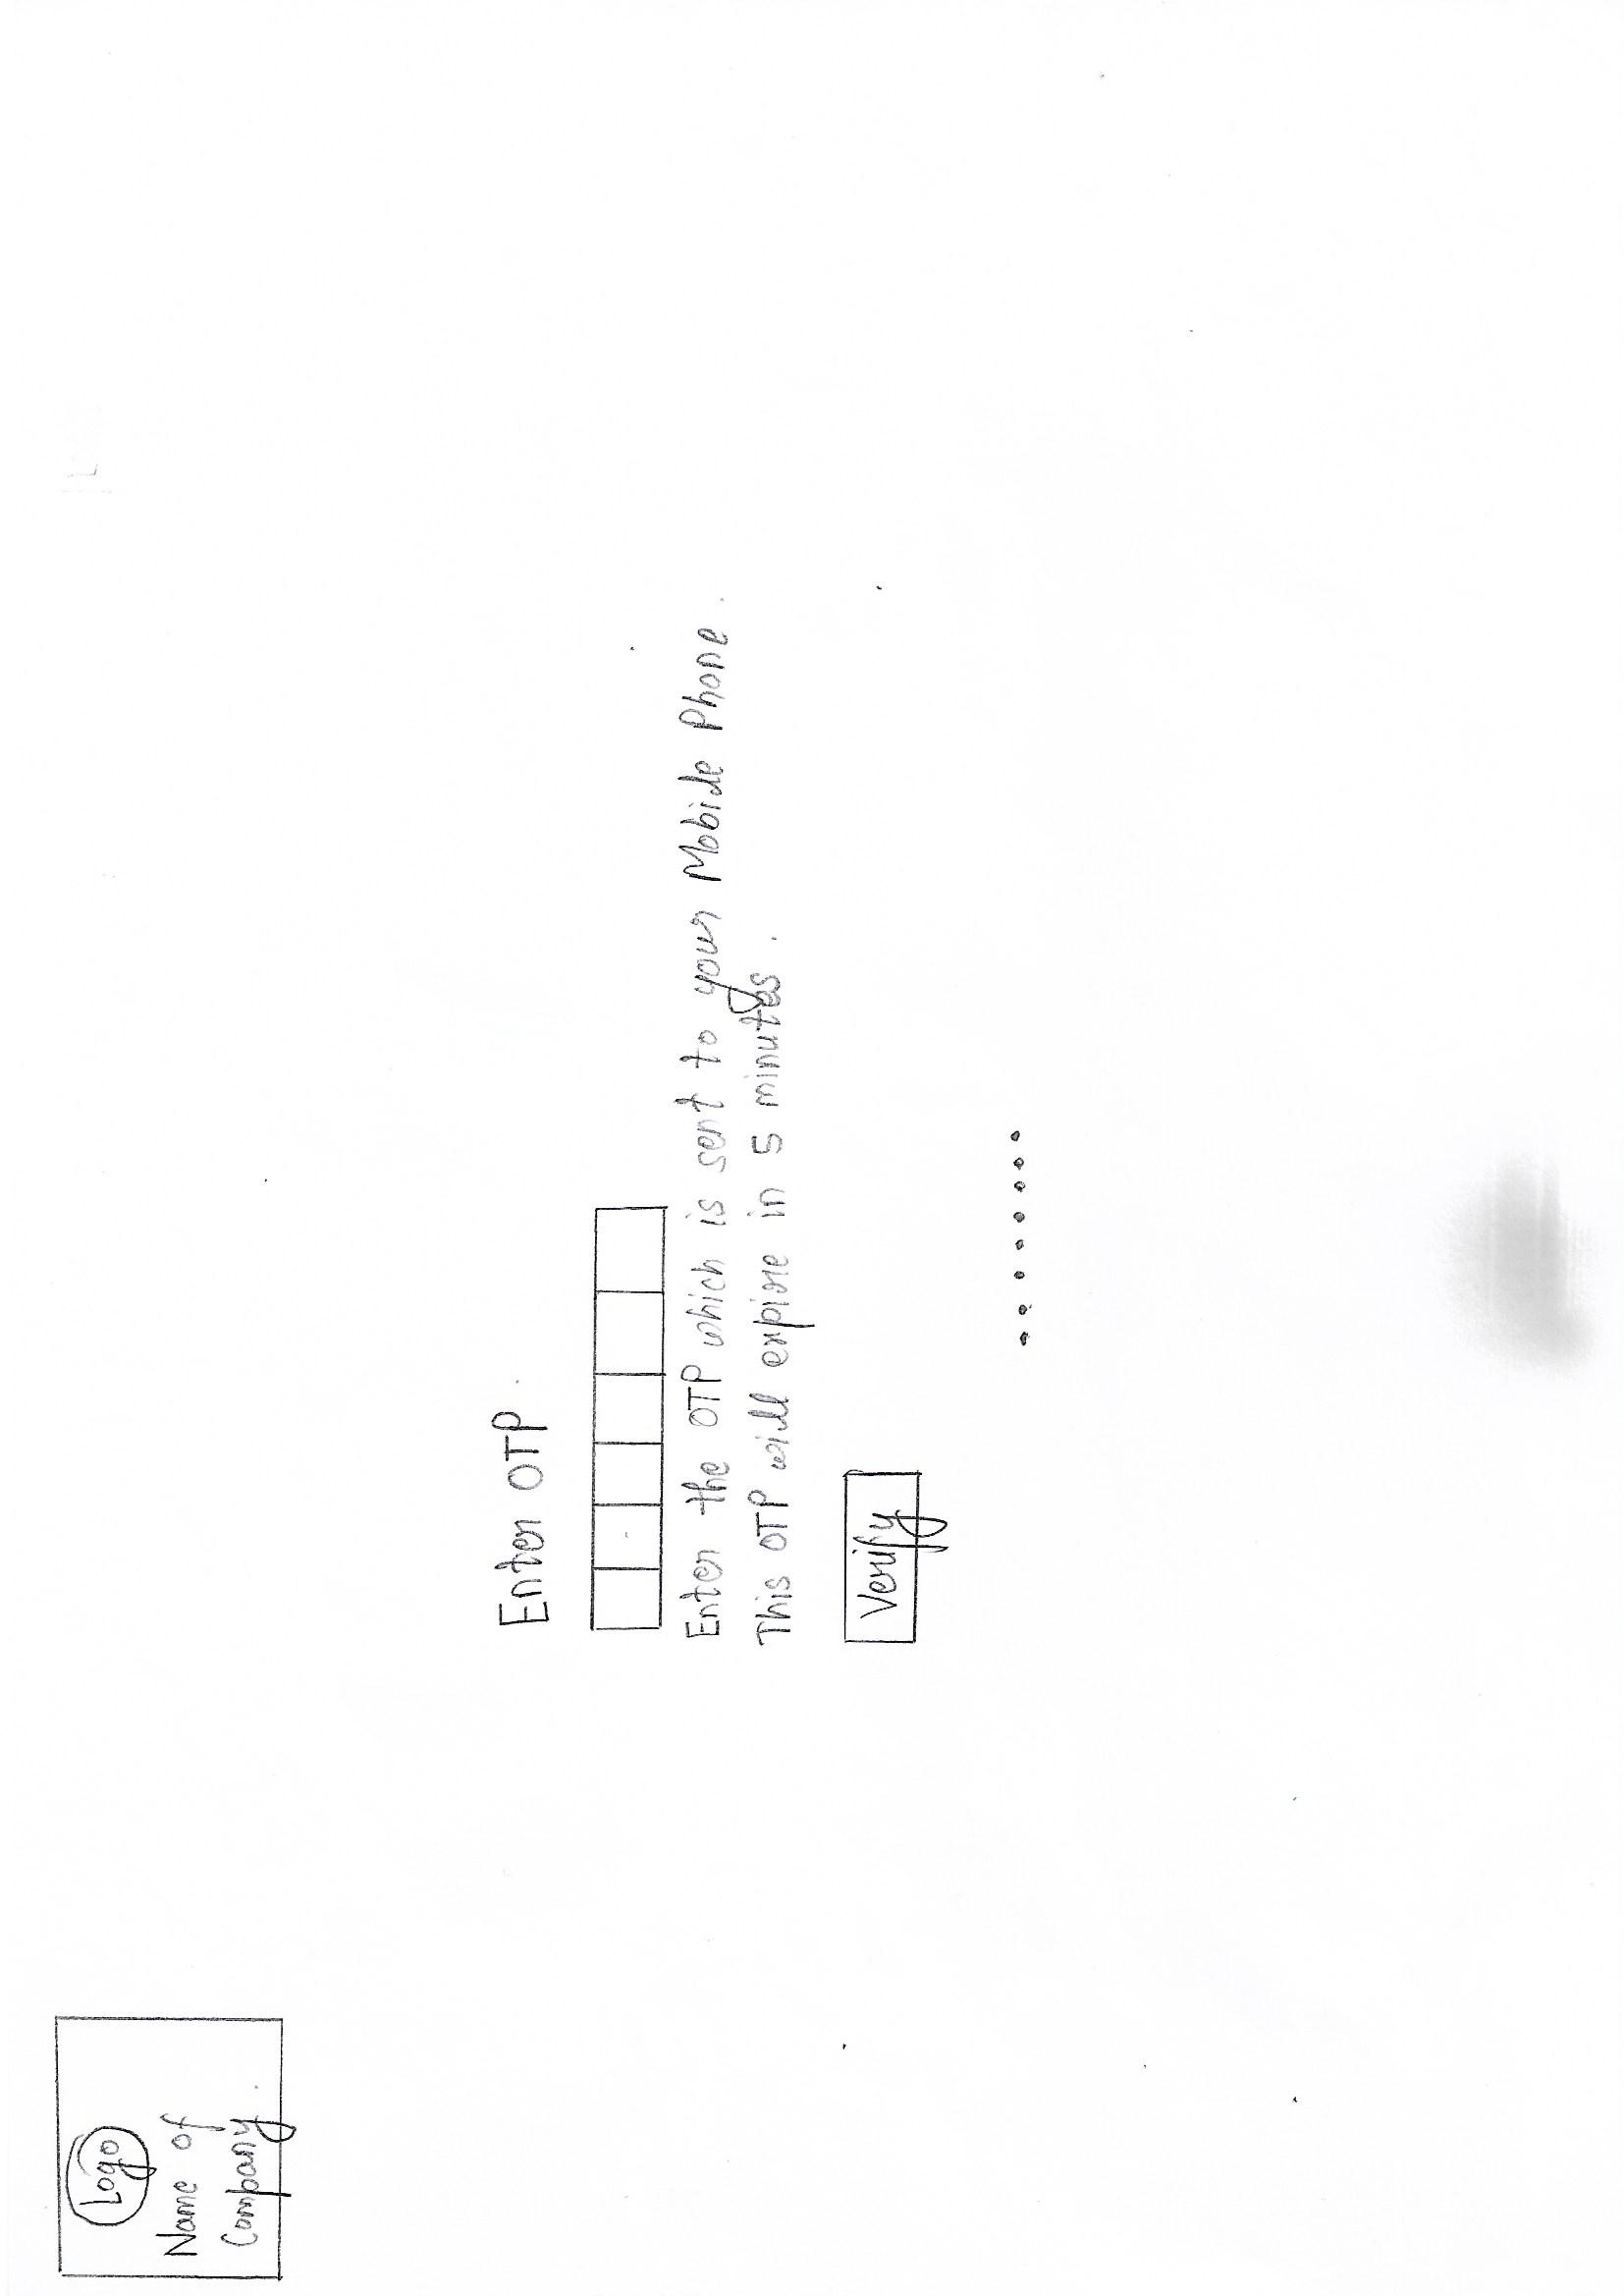 Logo
Name of
Company.
Enter OTP
Enter the OTP which is sent to your Mobile Phone.
This OTP will expire in 5 minutes.
Verify